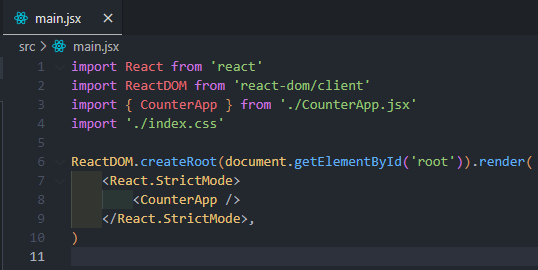 main.jsx ×
src > main.jsx
1 import React from 'react'
2 import ReactDOM from 'react-dom/client'
3 import { CounterApp } from './CounterApp.jsx'
4 import './index.css'
5
6 ReactDOM.createRoot(document.getElementById('root')).render(
7     <React.StrictMode>
8         <CounterApp />
9     </React.StrictMode>,
10 )
11